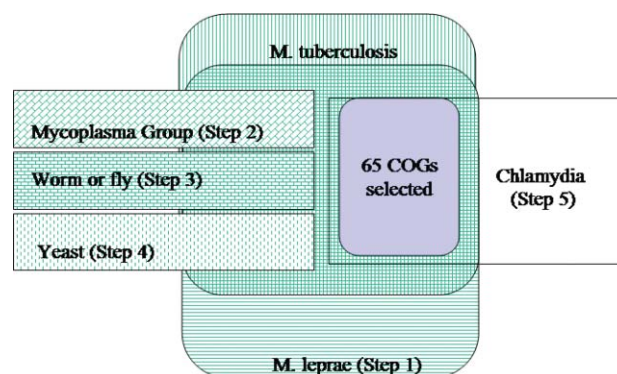 M. tuberculosis
Mycoplasma Group (Step 2)
Worm or fly (Step 3)
Yeast (Step 4)
65 COGs
selected
Chlamydia
(Step 5)
M. leprae (Step 1)